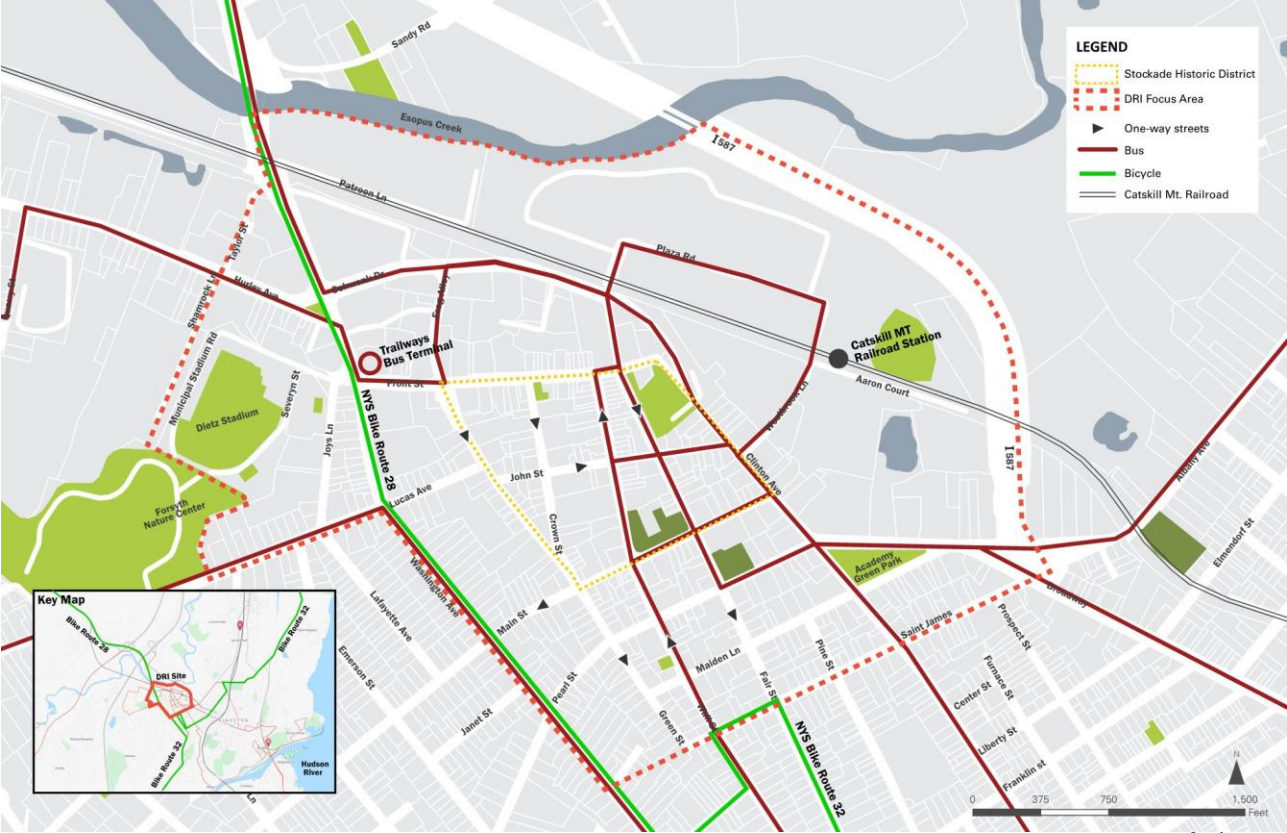 LEGEND
Stockade Historic District
DRI Focus Area
One-way streets
Bus
Bicycle
Catskill Mt. Railroad
Sandy Rd
Esopus Creek
I 587
Patroon Ln
Taylor St
Plaza Rd
Hurley Ave
Shamrock Ln
Trailways
Bus Terminal
Catskill MT
Railroad Station
Aaron Court
Front St
Municipal Stadium Rd
Severyn St
Dietz Stadium
Joys Ln
NYS Bike Route 28
Clinton Ave
I 587
Albany Ave
John St
Lucas Ave
Forsyth
Nature Center
Crown St
Elmendorf St
Academy
Green Park
Broadway
Washington Ave
Lafayette Ave
Main St
Saint James
Prospect St
Pine St
Maiden Ln
Emerson St
Pearl St
Fair St
Furnace St
Center St
Janet St
Green St
Liberty St
NYS Bike Route 32
Franklin st
Key Map
Bike Route 28
Bike Route 32
DRI Site
KINGSTON
Bike Route 32
Hudson
River
Ln
N
0 375 750 1,500
Feet